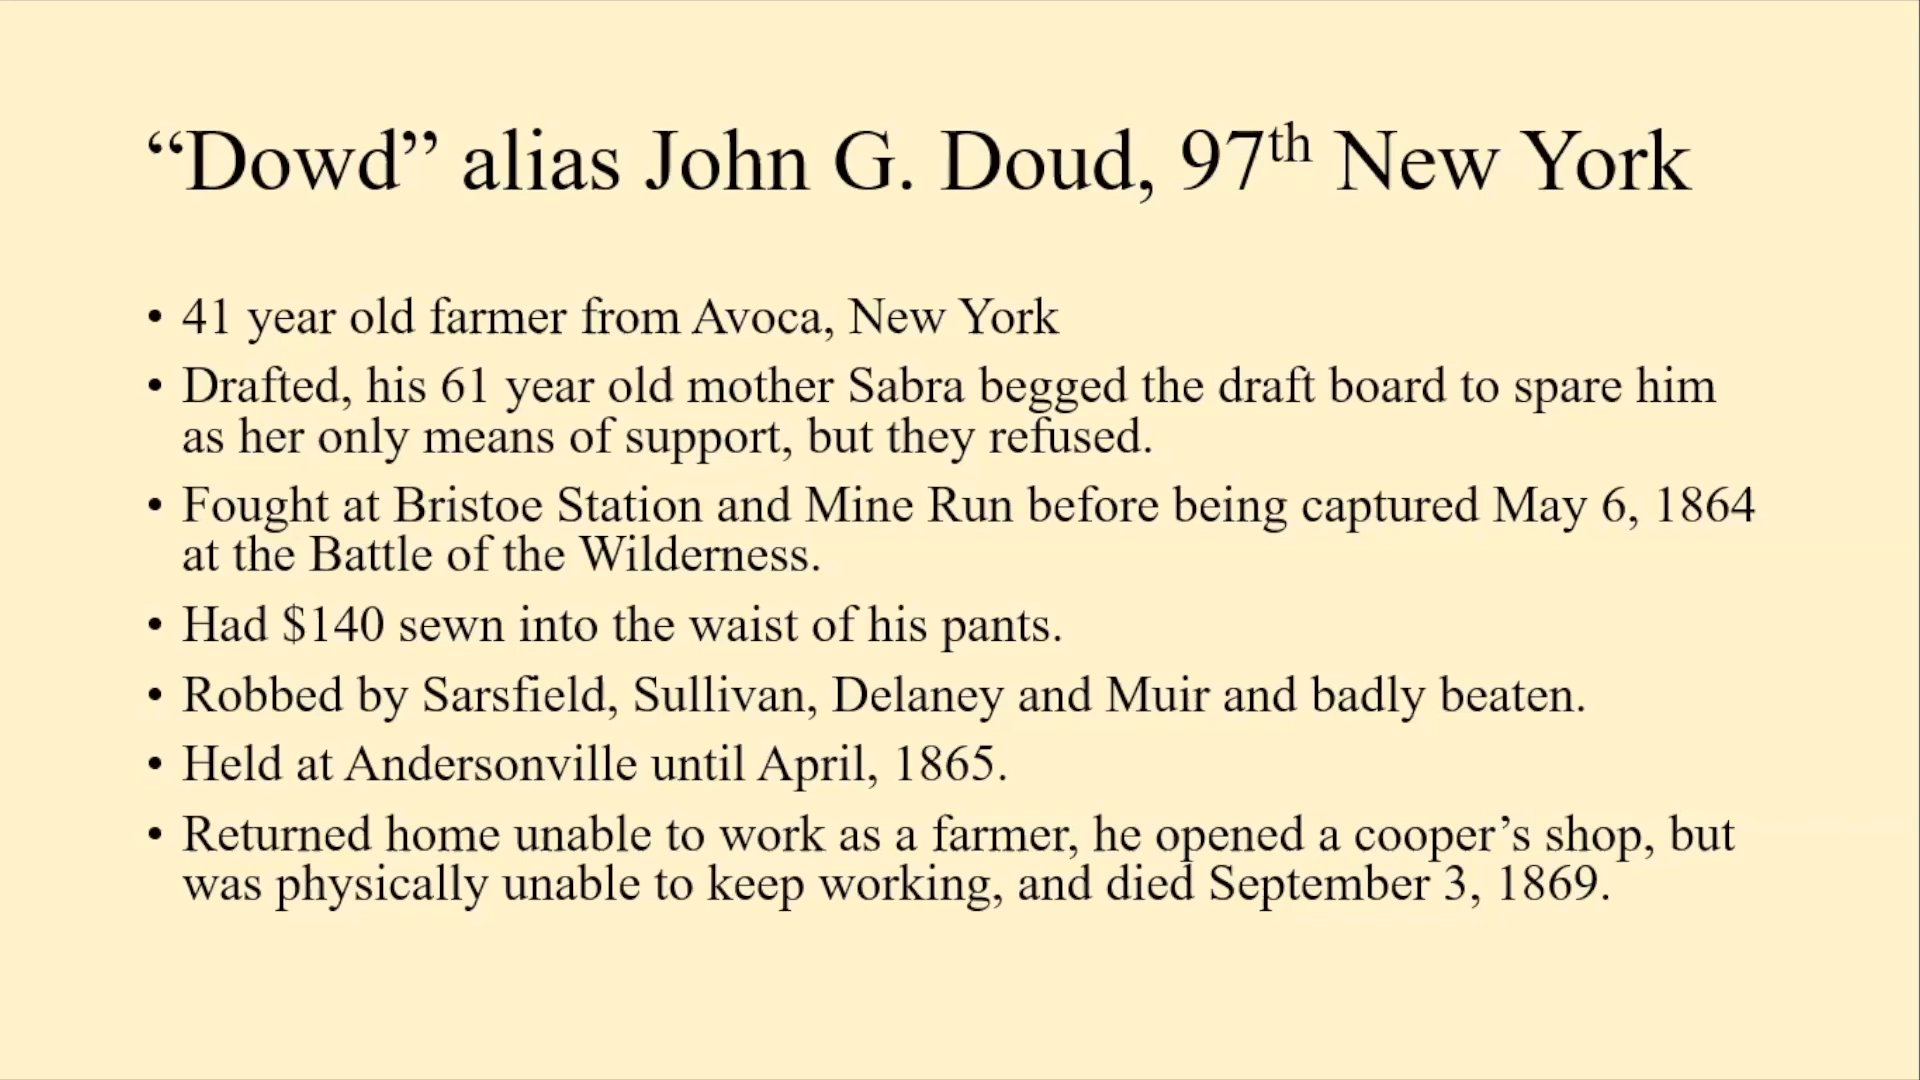 “Dowd” alias John G. Doud, 97th New York
• 41 year old farmer from Avoca, New York
• Drafted, his 61 year old mother Sabra begged the draft board to spare him
as her only means of support, but they refused.
• Fought at Bristoe Station and Mine Run before being captured May 6, 1864
at the Battle of the Wilderness.
• Had $140 sewn into the waist of his pants.
• Robbed by Sarsfield, Sullivan, Delaney and Muir and badly beaten.
• Held at Andersonville until April, 1865.
• Returned home unable to work as a farmer, he opened a cooper’s shop, but
was physically unable to keep working, and died September 3, 1869.